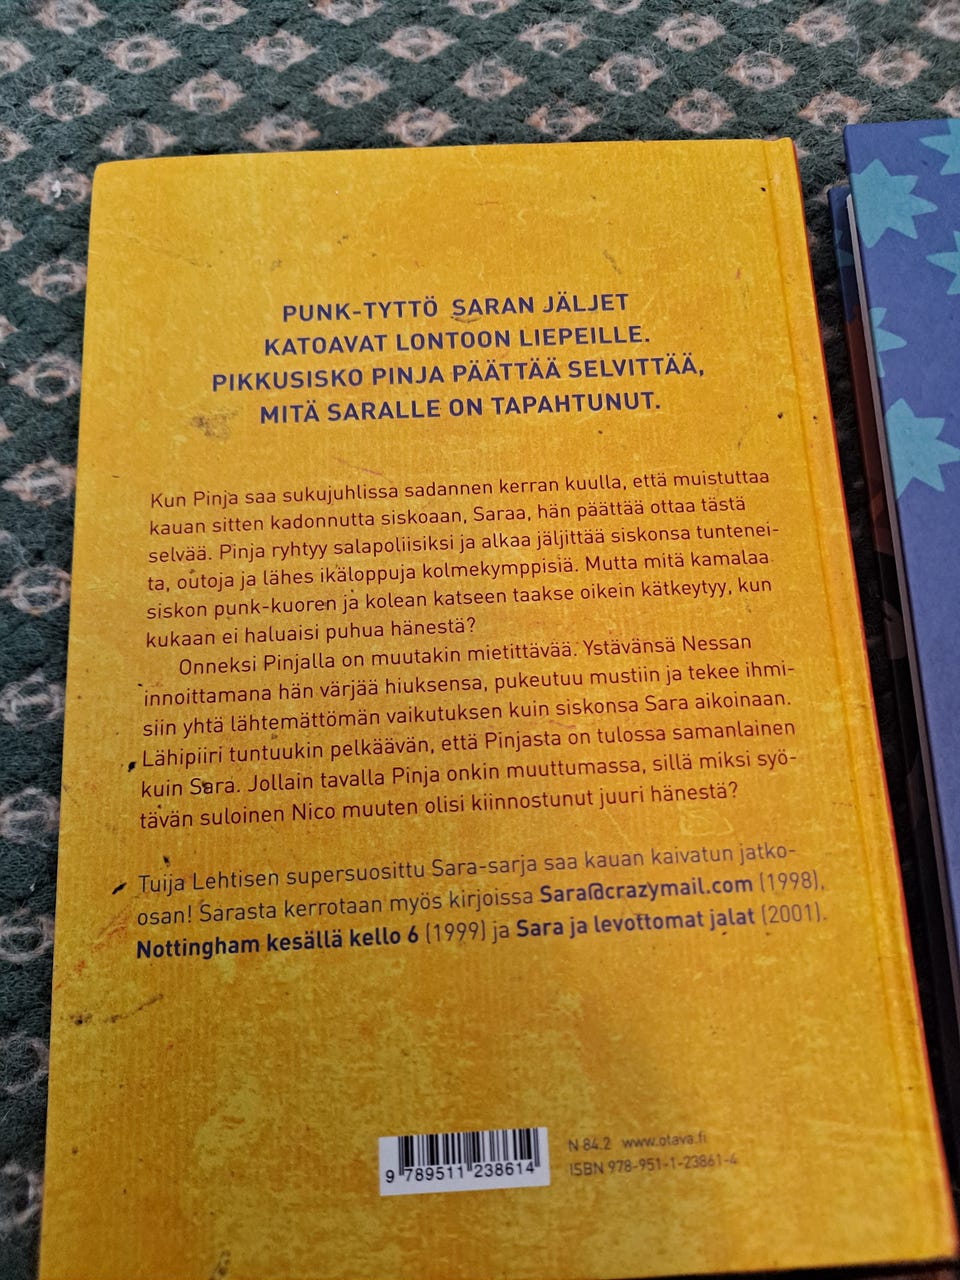 PUNK-TYTTÖ SARAN JÄLJET
KATOAVAT LONTOON LIEPEILLE.
PIKKUSISKO PINJA PÄÄTTÄÄ SELVITTÄÄ,
MITÄ SARALLE ON TAPAHTUNUT.
Kun Pinja saa sukujuhlissa sadannen kerran kuulla, että muistuttaa
kauan sitten kadonnutta siskoaan, Saraa, hän päättää ottaa tästä
selvää. Pinja ryhtyy salapoliisiksi ja alkaa jäljittää siskonsa tuntenei-
ta, outoja ja lähes ikäloppuja kolmekymppisiä. Mutta mitä kamalaa
siskon punk-kuoren ja kolean katseen taakse oikein kätkeytyy, kun
kukaan ei haluaisi puhua hänestä?
Onneksi Pinjalla on muutakin mietittävää. Ystävänsä Nessan
innoittamana hän värjää hiuksensa, pukeutuu mustiin ja tekee ihmi-
siin yhtä lähtemättömän vaikutuksen kuin siskonsa Sara aikoinaan.
Lähipiiri tuntuukin pelkäävän, että Pinjasta on tulossa samanlainen
kuin Sara. Jollain tavalla Pinja onkin muuttumassa, sillä miksi syö-
tävän suloinen Nico muuten olisi kiinnostunut juuri hänestä?
Tuija Lehtisen supersuosittu Sara-sarja saa kauan kaivatun jatko-
osan! Sarasta kerrotaan myös kirjoissa Sara@crazymail.com (1998),
Nottingham kesällä kello 6 (1999) ja Sara ja levottomat jalat (2001).
N 84.2 www.otava.fi
ISBN 978-951-1-23861-4
9 789511 238614